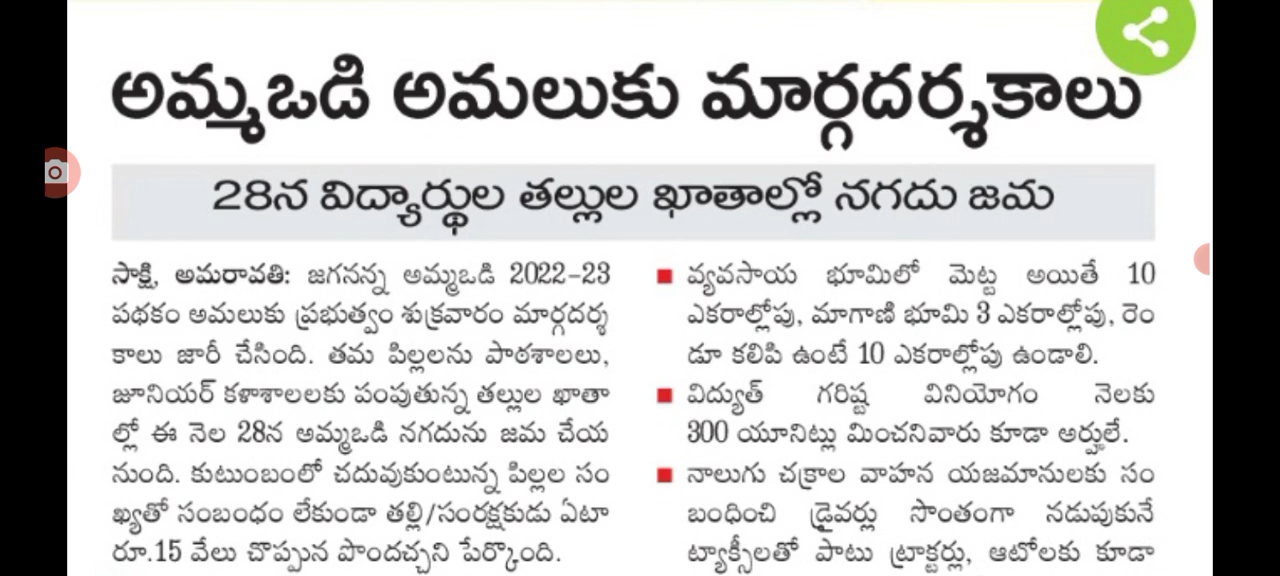 అమ్మఒడి అమలుకు మార్గదర్శకాలు
28న విద్యార్థుల తల్లుల ఖాతాల్లో నగదు జమ
సాక్షి, అమరావతి: జగనన్న అమ్మఒడి 2022-23
పథకం అమలుకు ప్రభుత్వం శుక్రవారం మార్గదర్శ
కాలు జారీ చేసింది. తమ పిల్లలను పాఠశాలలు,
జూనియర్ కళాశాలలకు పంపుతున్న తల్లుల ఖాతా
ల్లో ఈ నెల 28న అమ్మఒడి నగదును జమ చేయ
నుంది. కుటుంబంలో చదువుకుంటున్న పిల్లల సం
ఖ్యతో సంబంధం లేకుండా తల్లి/సంరక్షకుడు ఏటా
రూ.15 వేలు చొప్పున పొందచ్చని పేర్కొంది.
■ వ్యవసాయ భూమిలో మెట్ట అయితే 10
ఎకరాల్లోపు, మాగాణి భూమి 3 ఎకరాల్లోపు, రెం
డూ కలిపి ఉంటే 10 ఎకరాల్లోపు ఉండాలి.
■ విద్యుత్ గరిష్ట వినియోగం నెలకు
300 యూనిట్లు మించనివారు కూడా అర్హులే.
■ నాలుగు చక్రాల వాహన యజమానులకు సం
బంధించి డ్రైవర్లు సొంతంగా నడుపుకునే
ట్యాక్సీలతో పాటు ట్రాక్టర్లు, ఆటోలకు కూడా